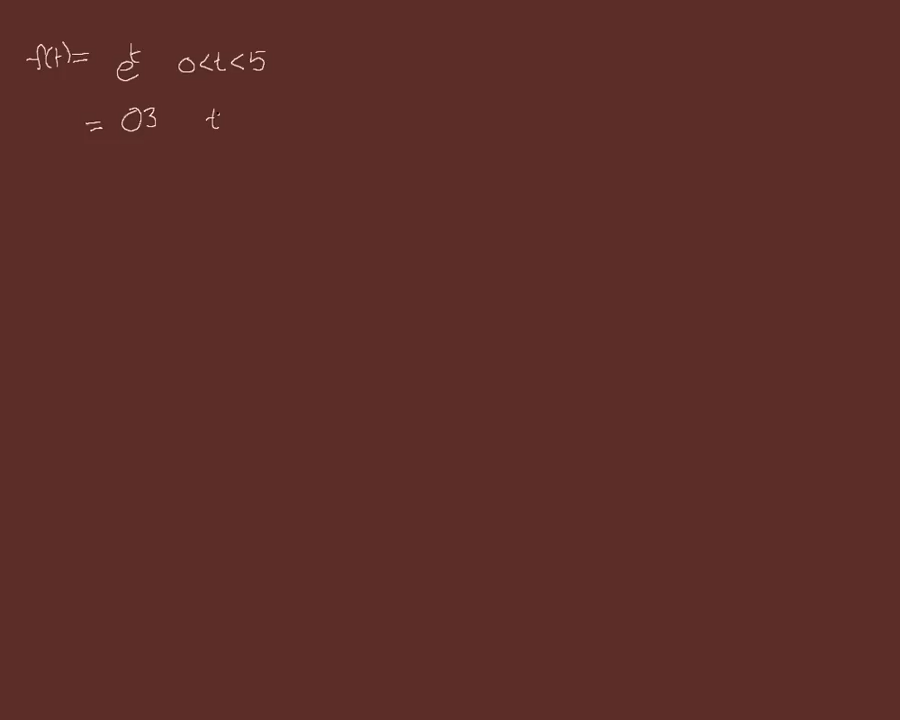 f(t)= e^t 0<t<5
= 03 t